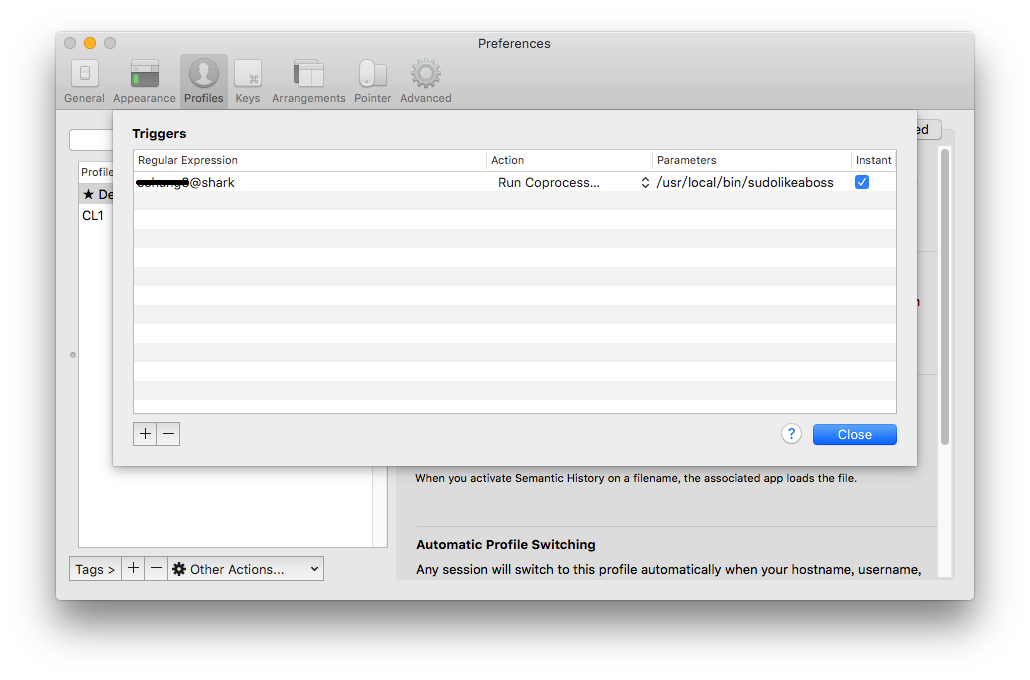 Preferences
General Appearance Profiles Keys Arrangements Pointer Advanced
Triggers
Regular Expression Action Parameters Instant
@shark Run Coprocess... /usr/local/bin/sudolikeaboss
Profile
★ De
CL1
+ − ? Close
When you activate Semantic History on a filename, the associated app loads the file.
Automatic Profile Switching
Tags > + − Other Actions...
Any session will switch to this profile automatically when your hostname, username,